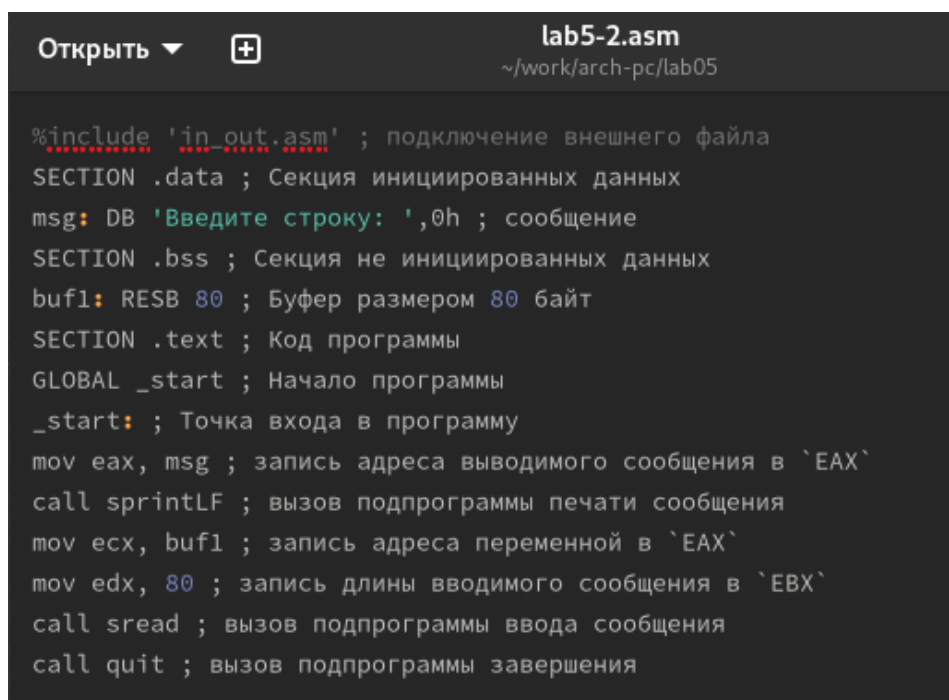 Открыть
lab5-2.asm
~/work/arch-pc/lab05
%include 'in_out.asm' ; подключение внешнего файла
SECTION .data ; Секция инициированных данных
msg: DB 'Введите строку: ',0h ; сообщение
SECTION .bss ; Секция не инициированных данных
buf1: RESB 80 ; Буфер размером 80 байт
SECTION .text ; Код программы
GLOBAL _start ; Начало программы
_start: ; Точка входа в программу
mov eax, msg ; запись адреса выводимого сообщения в `EAX`
call sprintLF ; вызов подпрограммы печати сообщения
mov ecx, buf1 ; запись адреса переменной в `EAX`
mov edx, 80 ; запись длины вводимого сообщения в `EBX`
call sread ; вызов подпрограммы ввода сообщения
call quit ; вызов подпрограммы завершения